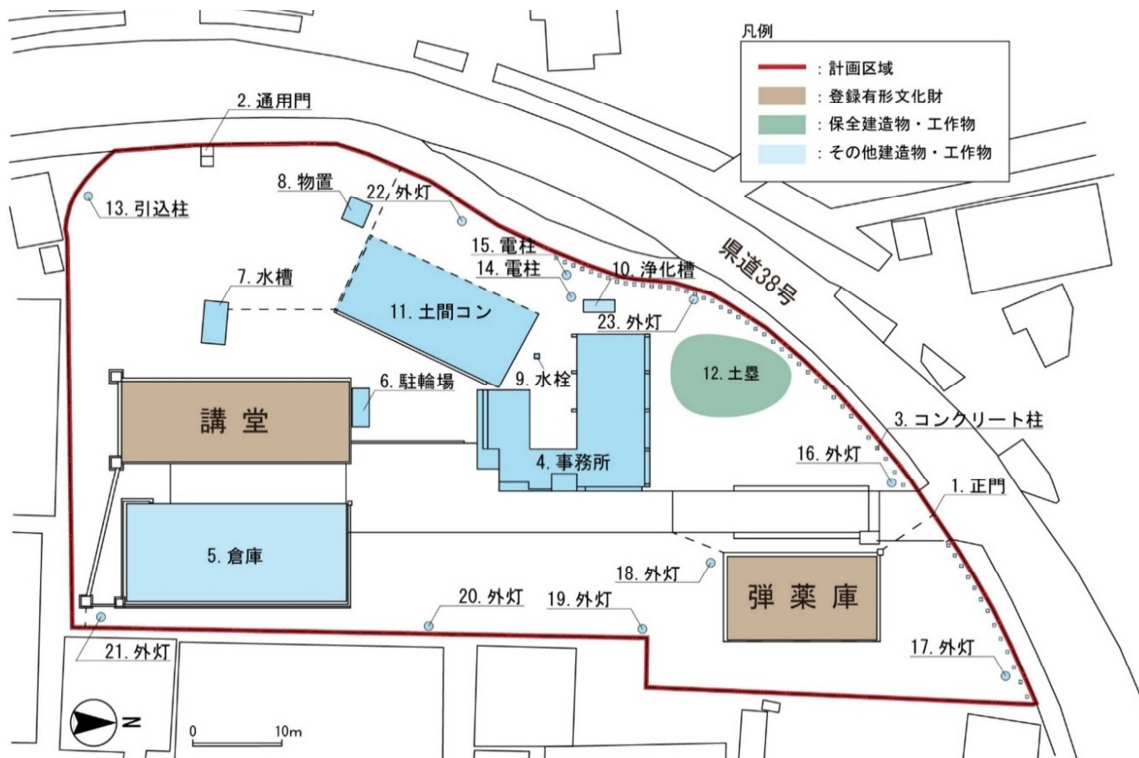 凡例
：計画区域
：登録有形文化財
：保全建造物・工作物
：その他建造物・工作物
2. 通用門
8. 物置
22. 外灯
13. 引込柱
15. 電柱
14. 電柱
10. 浄化槽
県道38号
7. 水槽
11. 土間コン
23. 外灯
9. 水栓
12. 土塁
6. 駐輪場
講堂
3. コンクリート柱
4. 事務所
16. 外灯
1. 正門
5. 倉庫
18. 外灯
弾薬庫
20. 外灯
19. 外灯
21. 外灯
17. 外灯
N
0 10m